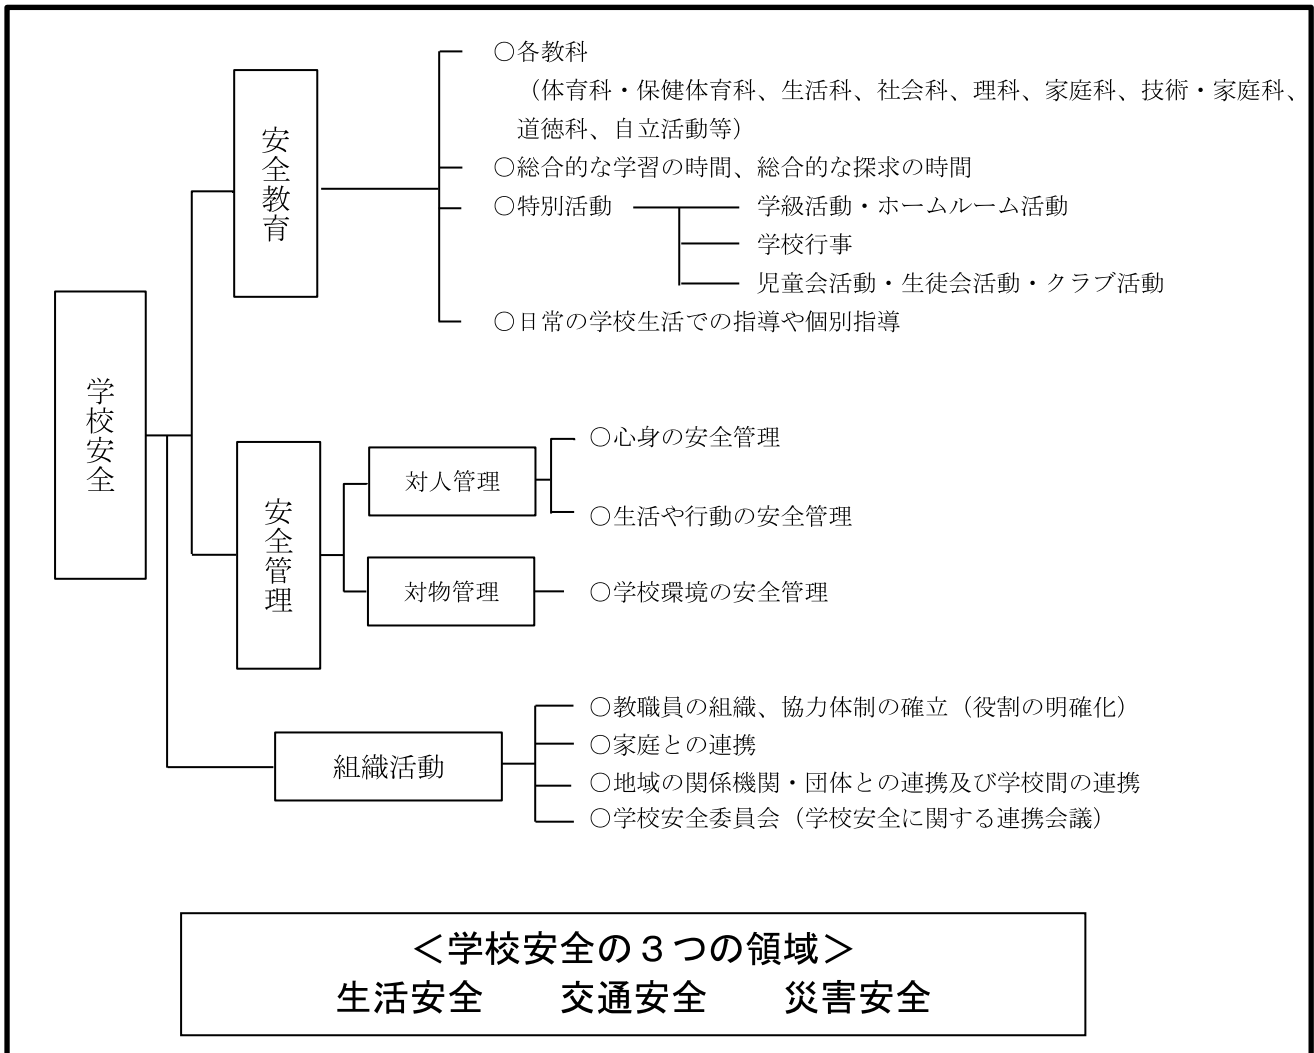 学校安全
安全教育
○各教科
（体育科・保健体育科、生活科、社会科、理科、家庭科、技術・家庭科、
道徳科、自立活動等）
○総合的な学習の時間、総合的な探求の時間
○特別活動
学級活動・ホームルーム活動
学校行事
児童会活動・生徒会活動・クラブ活動
○日常の学校生活での指導や個別指導
安全管理
対人管理
○心身の安全管理
○生活や行動の安全管理
対物管理
○学校環境の安全管理
組織活動
○教職員の組織、協力体制の確立（役割の明確化）
○家庭との連携
○地域の関係機関・団体との連携及び学校間の連携
○学校安全委員会（学校安全に関する連携会議）
＜学校安全の３つの領域＞
生活安全　　交通安全　　災害安全